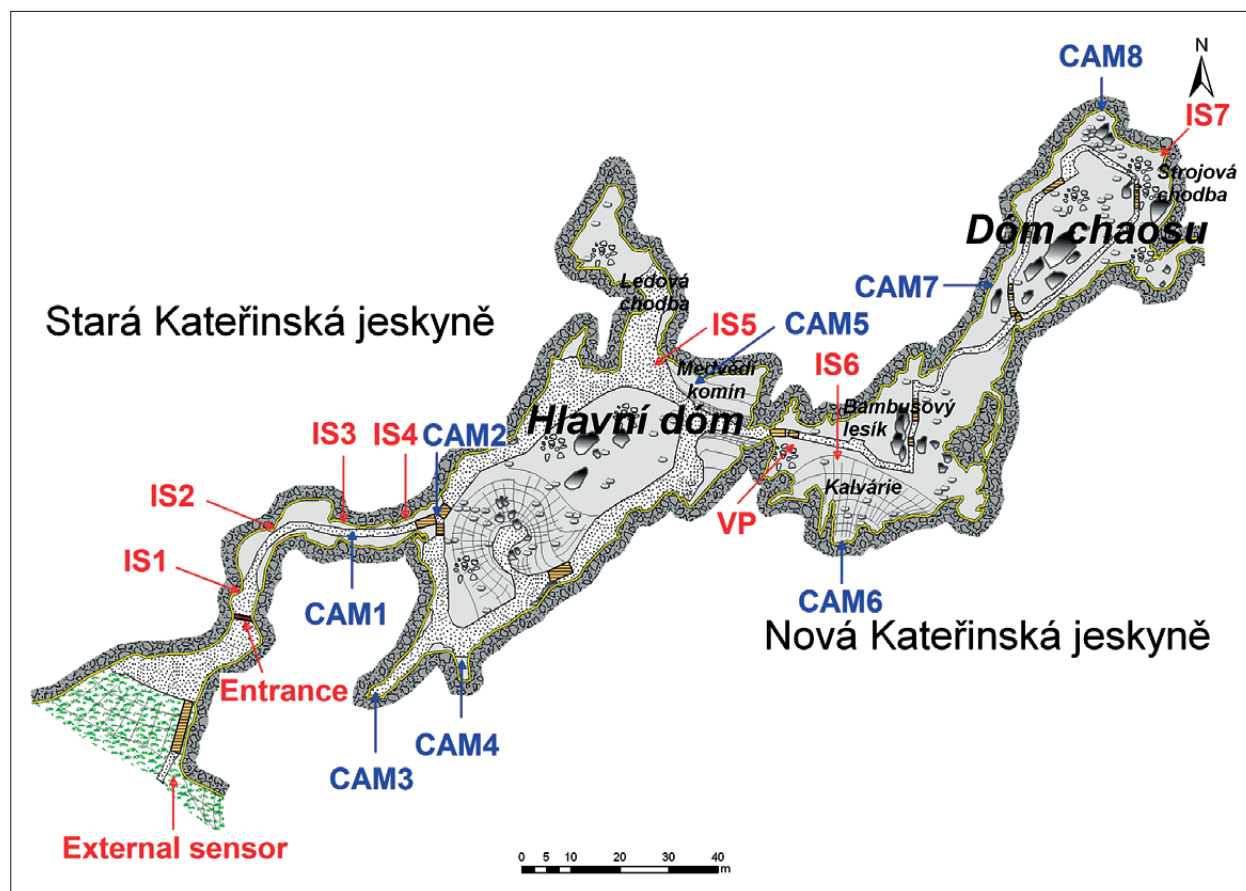 N
CAM8
IS7
Strojová
chodba
Dóm chaosu
Ledová
chodba
CAM7
Stará Kateřinská jeskyně
IS5
CAM5
Medvědí
komín
IS6
Hlavní dóm
Bambusový
lesík
IS3
IS4
CAM2
IS2
Kalvárie
VP
IS1
CAM1
CAM6
Nová Kateřinská jeskyně
Entrance
CAM4
CAM3
External sensor
0 5 10 20 30 40
m